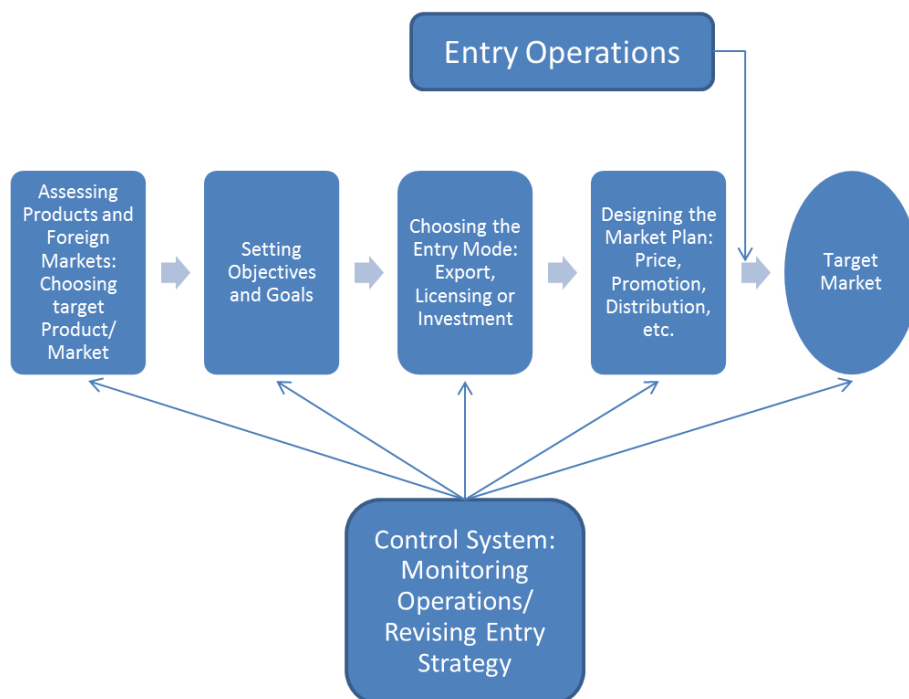 Entry Operations
Assessing
Products and
Foreign
Markets:
Choosing
target
Product/
Market
Setting
Objectives
and Goals
Choosing the
Entry Mode:
Export,
Licensing or
Investment
Designing the
Market Plan:
Price,
Promotion,
Distribution,
etc.
Target
Market
Control System:
Monitoring
Operations/
Revising Entry
Strategy